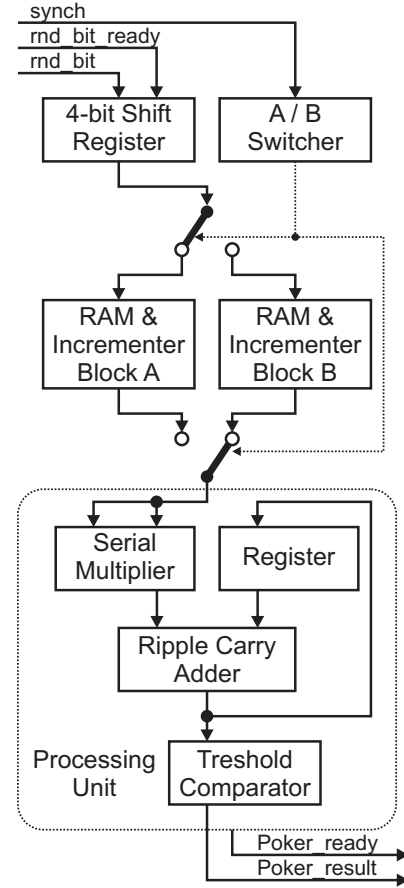 synch
rnd_bit_ready
rnd_bit
4-bit Shift
Register
A / B
Switcher
RAM &
Incrementer
Block A
RAM &
Incrementer
Block B
Serial
Multiplier
Register
Ripple Carry
Adder
Processing
Unit
Treshold
Comparator
Poker_ready
Poker_result